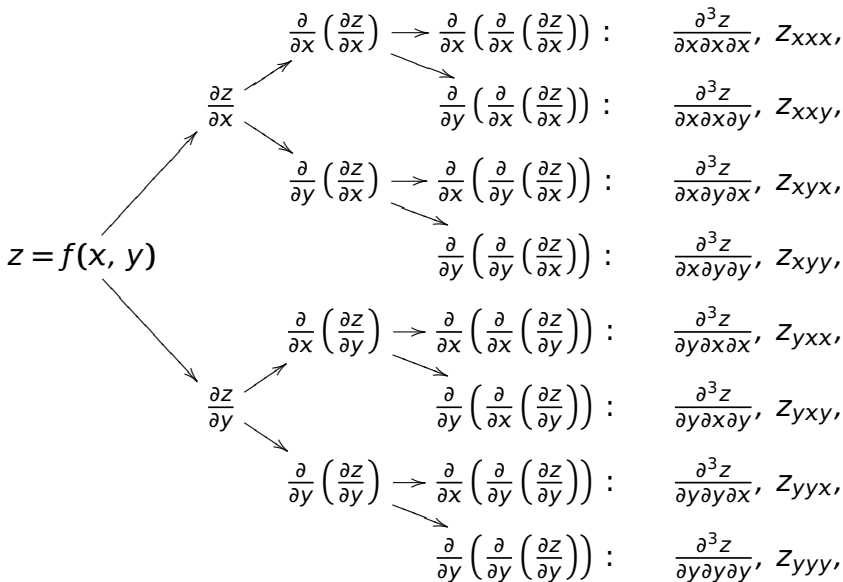 ∂/∂x (∂z/∂x) → ∂/∂x (∂/∂x (∂z/∂x)) : ∂³z/∂x∂x∂x, z_xxx,
∂z/∂x
∂/∂y (∂/∂x (∂z/∂x)) : ∂³z/∂x∂x∂y, z_xxy,
∂/∂y (∂z/∂x) → ∂/∂x (∂/∂y (∂z/∂x)) : ∂³z/∂x∂y∂x, z_xyx,
z = f(x, y)
∂/∂y (∂/∂y (∂z/∂x)) : ∂³z/∂x∂y∂y, z_xyy,
∂/∂x (∂z/∂y) → ∂/∂x (∂/∂x (∂z/∂y)) : ∂³z/∂y∂x∂x, z_yxx,
∂z/∂y
∂/∂y (∂/∂x (∂z/∂y)) : ∂³z/∂y∂x∂y, z_yxy,
∂/∂y (∂z/∂y) → ∂/∂x (∂/∂y (∂z/∂y)) : ∂³z/∂y∂y∂x, z_yyx,
∂/∂y (∂/∂y (∂z/∂y)) : ∂³z/∂y∂y∂y, z_yyy,